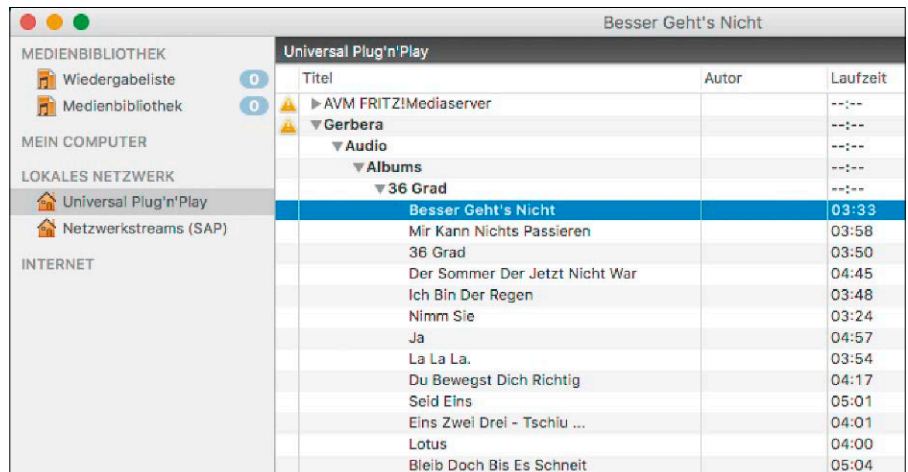 Besser Geht's Nicht
MEDIENBIBLIOTHEK
Wiedergabeliste 0
Medienbibliothek 0
MEIN COMPUTER
LOKALES NETZWERK
Universal Plug'n'Play
Netzwerkstreams (SAP)
INTERNET
Universal Plug'n'Play
Titel Autor Laufzeit
AVM FRITZ!Mediaserver --:--
Gerbera --:--
Audio --:--
Albums --:--
36 Grad --:--
Besser Geht's Nicht 03:33
Mir Kann Nichts Passieren 03:58
36 Grad 03:50
Der Sommer Der Jetzt Nicht War 04:45
Ich Bin Der Regen 03:48
Nimm Sie 03:24
Ja 04:57
La La La. 03:54
Du Bewegst Dich Richtig 04:17
Seid Eins 05:01
Eins Zwei Drei - Tschiu ... 04:01
Lotus 04:00
Bleib Doch Bis Es Schneit 05:04